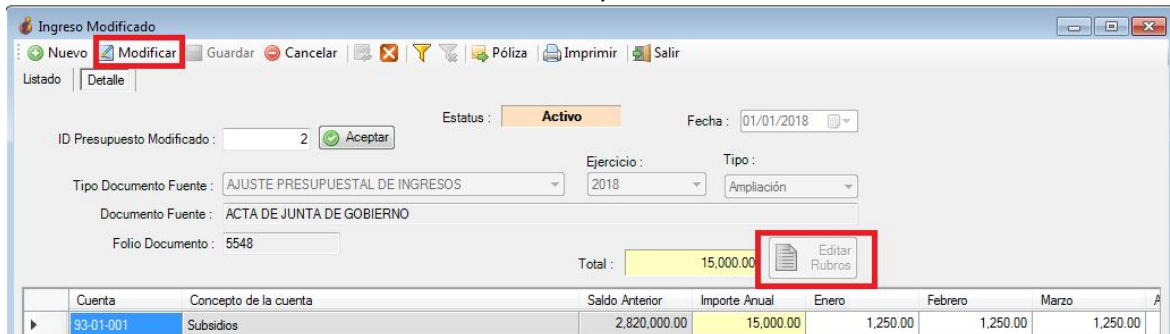 Ingreso Modificado
Nuevo Modificar Guardar Cancelar Póliza Imprimir Salir
Listado Detalle
Estatus : Activo Fecha : 01/01/2018
ID Presupuesto Modificado : 2 Aceptar
Ejercicio : Tipo :
Tipo Documento Fuente : AJUSTE PRESUPUESTAL DE INGRESOS 2018 Ampliación
Documento Fuente : ACTA DE JUNTA DE GOBIERNO
Folio Documento : 5548
Total : 15,000.00 Editar Rubros
Cuenta Concepto de la cuenta Saldo Anterior Importe Anual Enero Febrero Marzo A
93-01-001 Subsidios 2,820,000.00 15,000.00 1,250.00 1,250.00 1,250.00